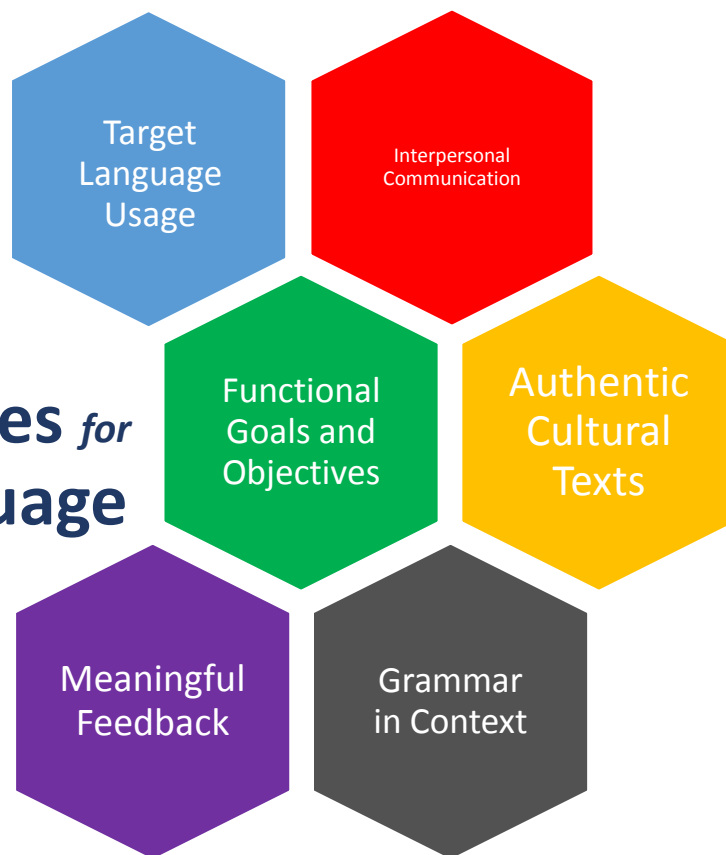 Target
Language
Usage
Interpersonal
Communication
Functional
Goals and
Objectives
Authentic
Cultural
Texts
es for
uage
Meaningful
Feedback
Grammar
in Context